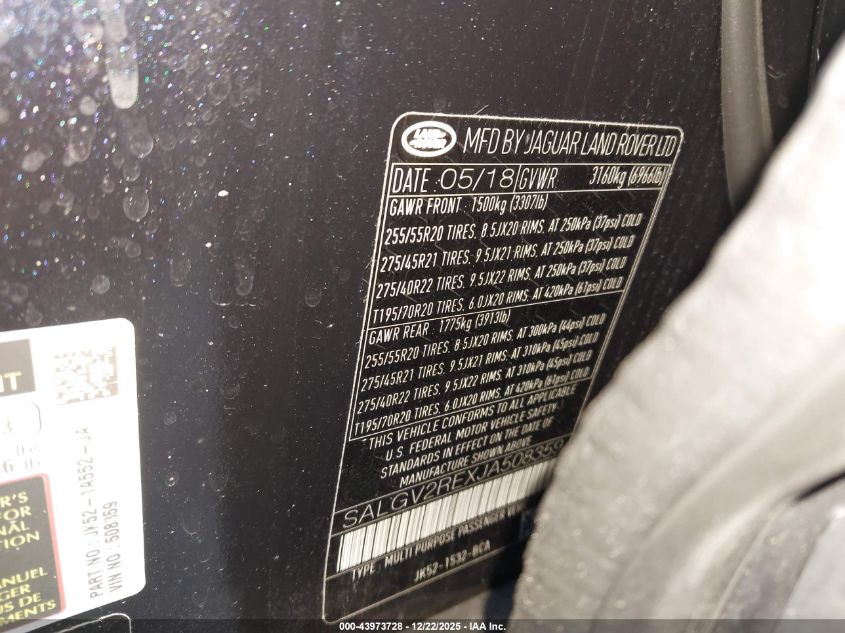 LAND ROVER
MFD BY JAGUAR LAND ROVER LTD
DATE 05/18 GVWR 3160kg (6966lb)
GAWR FRONT : 1500kg (3307lb)
255/55R20 TIRES, 8.5JX20 RIMS, AT 250kPa (37psi) COLD
275/45R21 TIRES, 9.5JX21 RIMS, AT 250kPa (37psi) COLD
275/40R22 TIRES, 9.5JX22 RIMS, AT 250kPa (37psi) COLD
T195/70R20 TIRES, 6.0JX20 RIMS, AT 420kPa (61psi) COLD
GAWR REAR : 1775kg (3913lb)
255/55R20 TIRES, 8.5JX20 RIMS, AT 300kPa (44psi) COLD
275/45R21 TIRES, 9.5JX21 RIMS, AT 310kPa (45psi) COLD
275/40R22 TIRES, 9.5JX22 RIMS, AT 310kPa (45psi) COLD
T195/70R20 TIRES, 6.0JX20 RIMS, AT 420kPa (61psi) COLD
THIS VEHICLE CONFORMS TO ALL APPLICABLE
U.S. FEDERAL MOTOR VEHICLE SAFETY
STANDARDS IN EFFECT ON THE DATE OF
MANUFACTURE SHOWN ABOVE.
SALGV2REXJA508359
TYPE : MULTI PURPOSE PASSENGER
JK52-1532-BCA
PART NO : JK52-1A552-JA
VIN NO : 508359
MANUEL
000-43973728 - 12/22/2025 - IAA Inc.